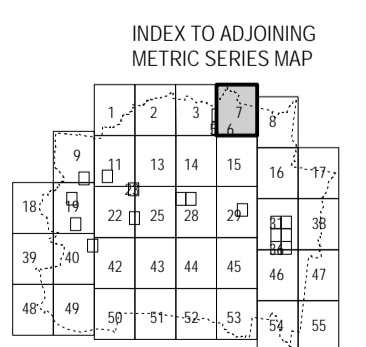 INDEX TO ADJOINING
METRIC SERIES MAP
1 2 3 7 8
6
9 11 13 14 15 16 17
18 19 22 25 28 29 31 38
39 40 42 43 44 45 46 47
48 49 50 51 52 53 54 55